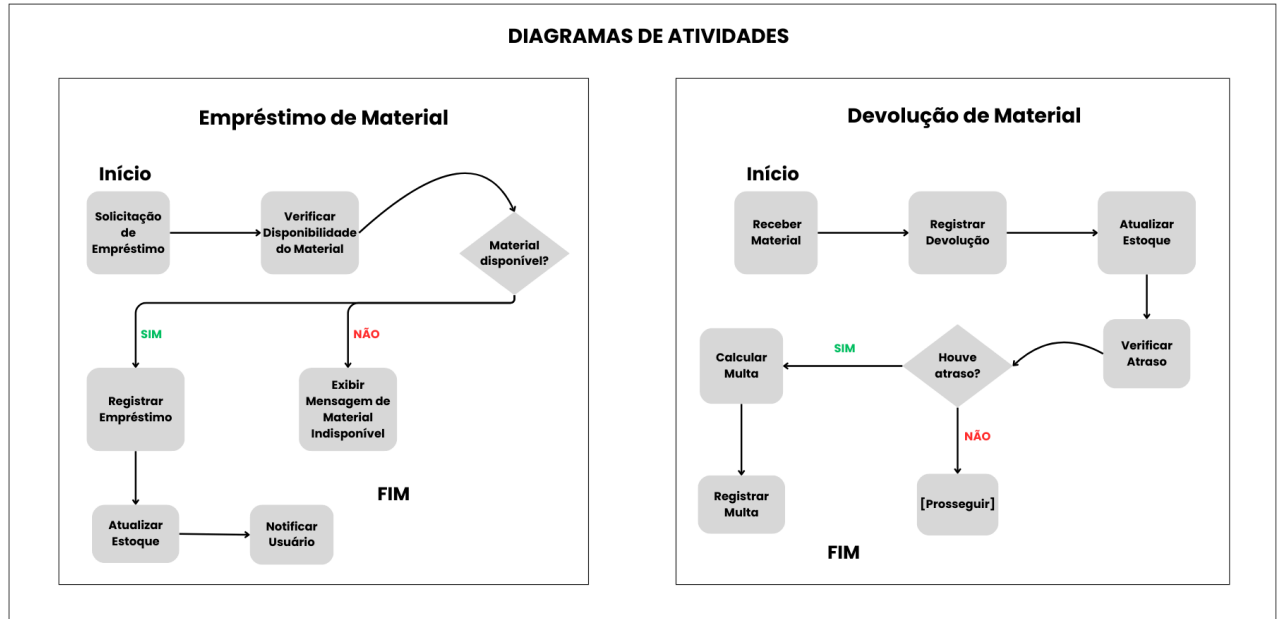 DIAGRAMAS DE ATIVIDADES
Empréstimo de Material
Início
Solicitação
de
Empréstimo
Verificar
Disponibilidade
do Material
Material
disponível?
SIM
NÃO
Registrar
Empréstimo
Exibir
Mensagem de
Material
Indisponível
FIM
Atualizar
Estoque
Notificar
Usuário
Devolução de Material
Início
Receber
Material
Registrar
Devolução
Atualizar
Estoque
Verificar
Atraso
Houve
atraso?
SIM
Calcular
Multa
NÃO
Registrar
Multa
[Prosseguir]
FIM